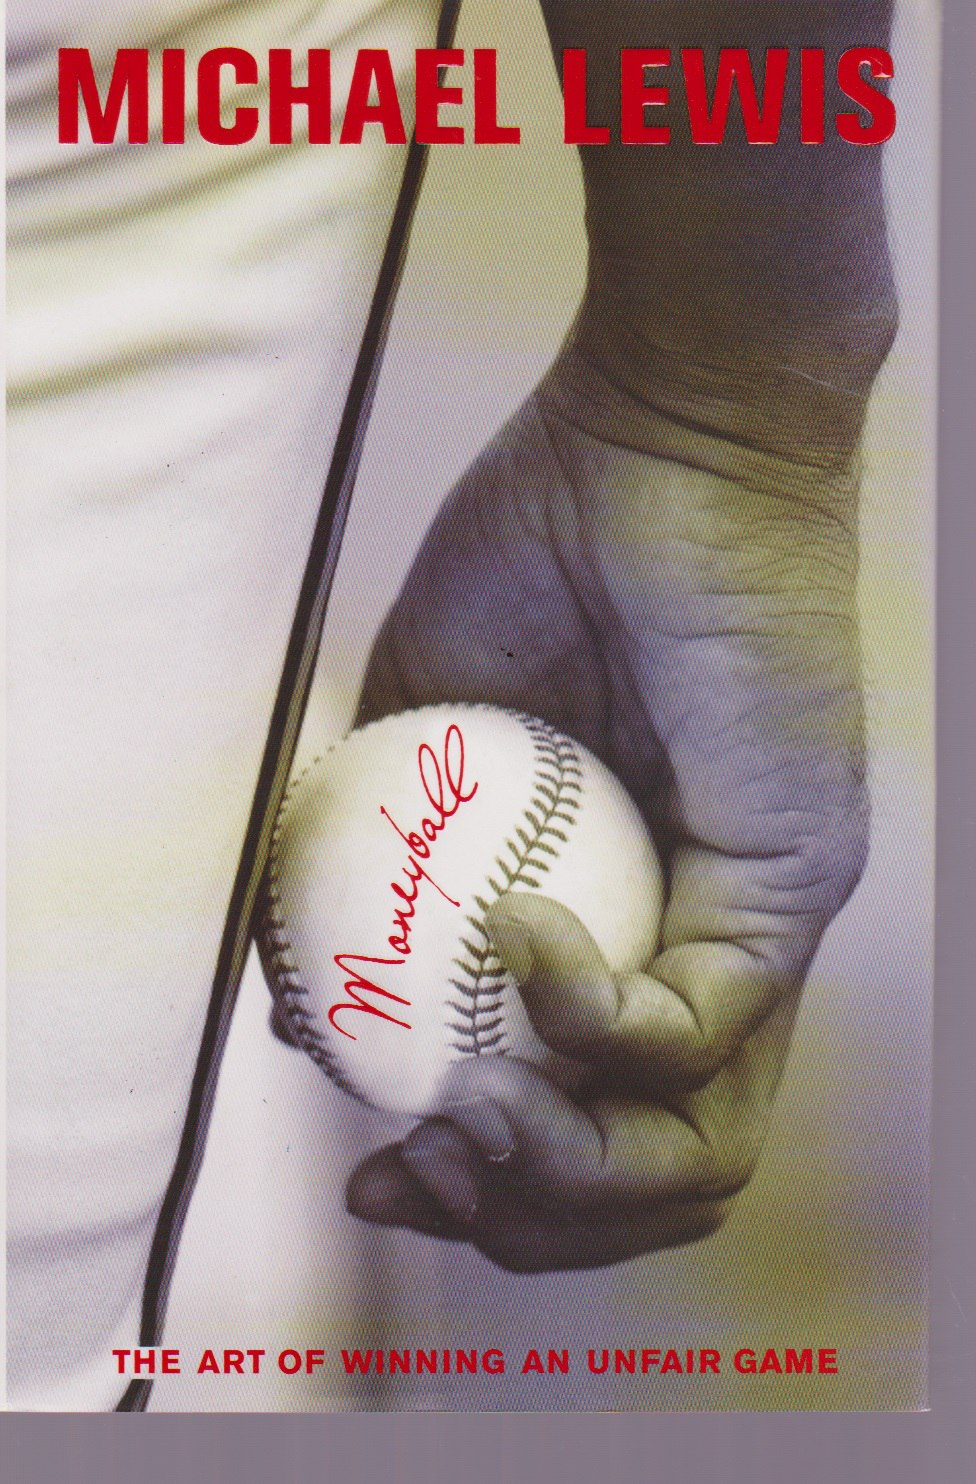 MICHAEL LEWIS
Moneyball
THE ART OF WINNING AN UNFAIR GAME